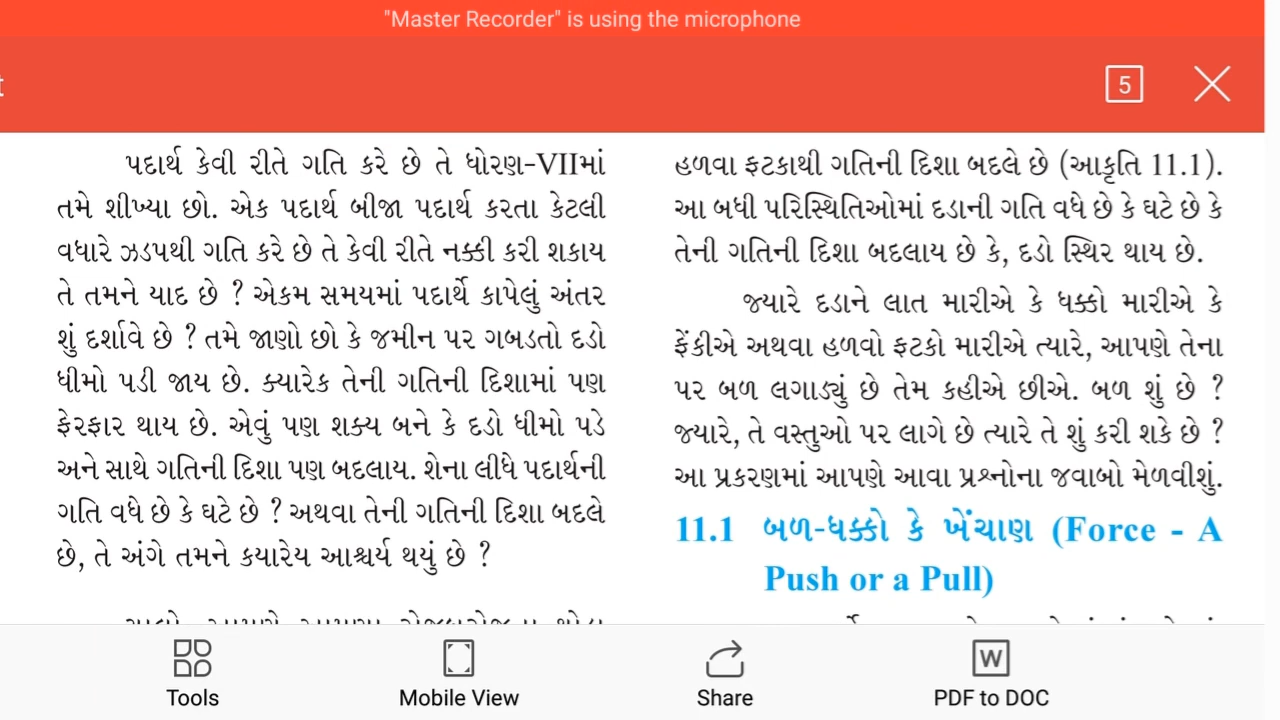 "Master Recorder" is using the microphone
5
પદાર્થ કેવી રીતે ગતિ કરે છે તે ધોરણ-VIIમાં
તમે શીખ્યા છો. એક પદાર્થ બીજા પદાર્થ કરતા કેટલી
વધારે ઝડપથી ગતિ કરે છે તે કેવી રીતે નક્કી કરી શકાય
તે તમને યાદ છે ? એકમ સમયમાં પદાર્થે કાપેલું અંતર
શું દર્શાવે છે ? તમે જાણો છો કે જમીન પર ગબડતો દડો
ધીમો પડી જાય છે. ક્યારેક તેની ગતિની દિશામાં પણ
ફેરફાર થાય છે. એવું પણ શક્ય બને કે દડો ધીમો પડે
અને સાથે ગતિની દિશા પણ બદલાય. શેના લીધે પદાર્થની
ગતિ વધે છે કે ઘટે છે ? અથવા તેની ગતિની દિશા બદલે
છે, તે અંગે તમને કયારેય આશ્ચર્ય થયું છે ?
હળવા ફટકાથી ગતિની દિશા બદલે છે (આકૃતિ 11.1).
આ બધી પરિસ્થિતિઓમાં દડાની ગતિ વધે છે કે ઘટે છે કે
તેની ગતિની દિશા બદલાય છે કે, દડો સ્થિર થાય છે.
જ્યારે દડાને લાત મારીએ કે ધક્કો મારીએ કે
ફેંકીએ અથવા હળવો ફટકો મારીએ ત્યારે, આપણે તેના
પર બળ લગાડ્યું છે તેમ કહીએ છીએ. બળ શું છે ?
જ્યારે, તે વસ્તુઓ પર લાગે છે ત્યારે તે શું કરી શકે છે ?
આ પ્રકરણમાં આપણે આવા પ્રશ્નોના જવાબો મેળવીશું.
11.1 બળ-ધક્કો કે ખેંચાણ (Force - A
Push or a Pull)
Tools
Mobile View
Share
W
PDF to DOC